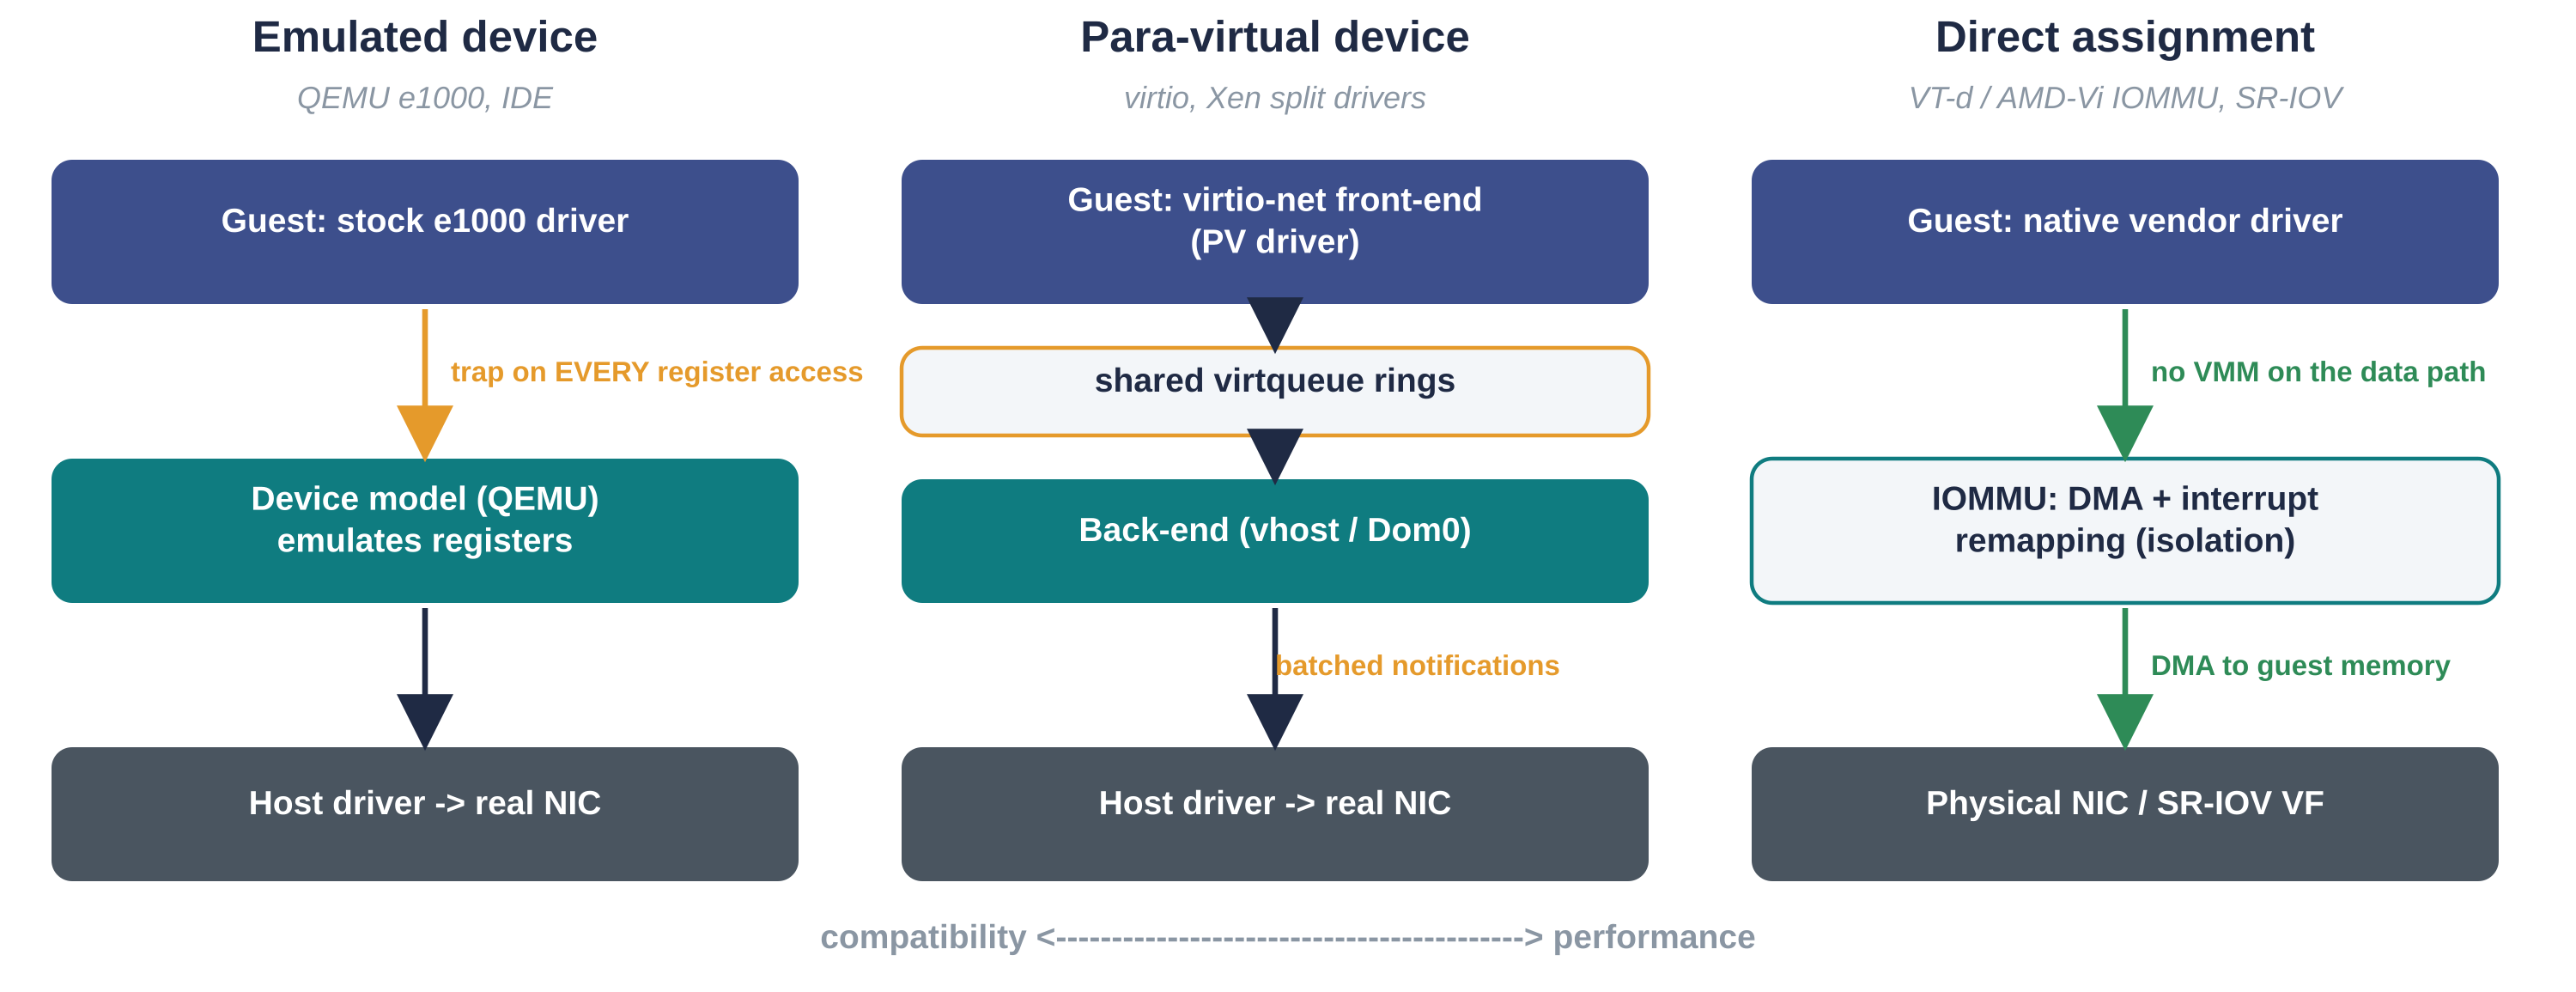 Emulated device
QEMU e1000, IDE
Guest: stock e1000 driver
trap on EVERY register access
Device model (QEMU)
emulates registers
Host driver -> real NIC
Para-virtual device
virtio, Xen split drivers
Guest: virtio-net front-end
(PV driver)
shared virtqueue rings
Back-end (vhost / Dom0)
batched notifications
Host driver -> real NIC
Direct assignment
VT-d / AMD-Vi IOMMU, SR-IOV
Guest: native vendor driver
no VMM on the data path
IOMMU: DMA + interrupt
remapping (isolation)
DMA to guest memory
Physical NIC / SR-IOV VF
compatibility <-----------------------------------------> performance